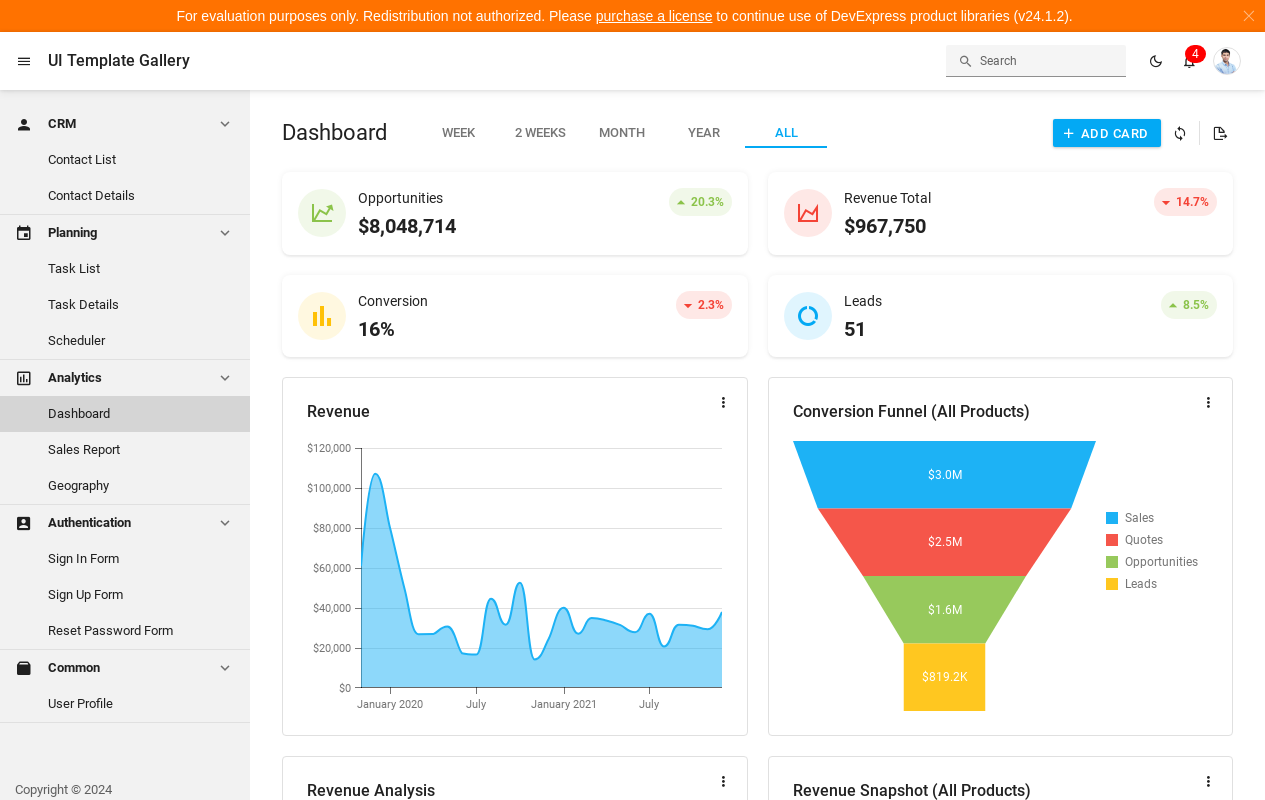 For evaluation purposes only. Redistribution not authorized. Please purchase a license to continue use of DevExpress product libraries (v24.1.2).
UI Template Gallery
Search
4
CRM
Contact List
Contact Details
Planning
Task List
Task Details
Scheduler
Analytics
Dashboard
Sales Report
Geography
Authentication
Sign In Form
Sign Up Form
Reset Password Form
Common
User Profile
Copyright © 2024
Dashboard
WEEK
2 WEEKS
MONTH
YEAR
ALL
ADD CARD
Opportunities
$8,048,714
20.3%
Revenue Total
$967,750
14.7%
Conversion
16%
2.3%
Leads
51
8.5%
Revenue
$120,000
$100,000
$80,000
$60,000
$40,000
$20,000
$0
January 2020
July
January 2021
July
Conversion Funnel (All Products)
$3.0M
$2.5M
$1.6M
$819.2K
Sales
Quotes
Opportunities
Leads
Revenue Analysis
Revenue Snapshot (All Products)